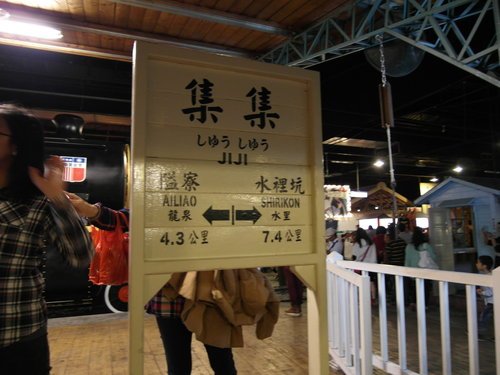 集集
しゅう しゅう
JIJI
隘寮 水裡坑
AILIAO SHIRIKON
龍泉 水里
4.3公里 7.4公里